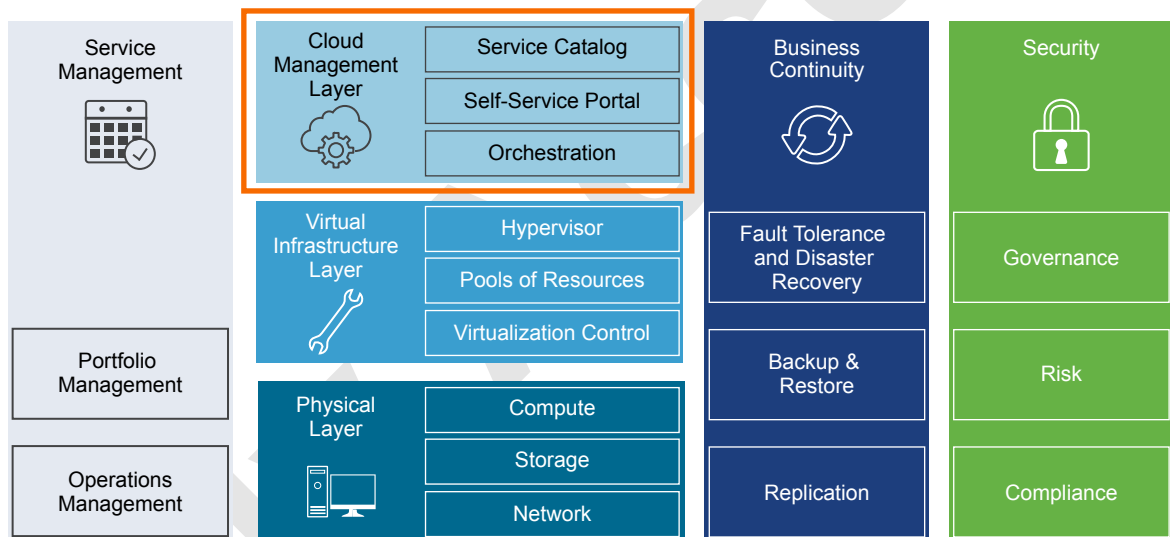 Service
Management
Portfolio
Management
Operations
Management
Cloud
Management
Layer
Service Catalog
Self-Service Portal
Orchestration
Virtual
Infrastructure
Layer
Hypervisor
Pools of Resources
Virtualization Control
Physical
Layer
Compute
Storage
Network
Business
Continuity
Fault Tolerance
and Disaster
Recovery
Backup &
Restore
Replication
Security
Governance
Risk
Compliance